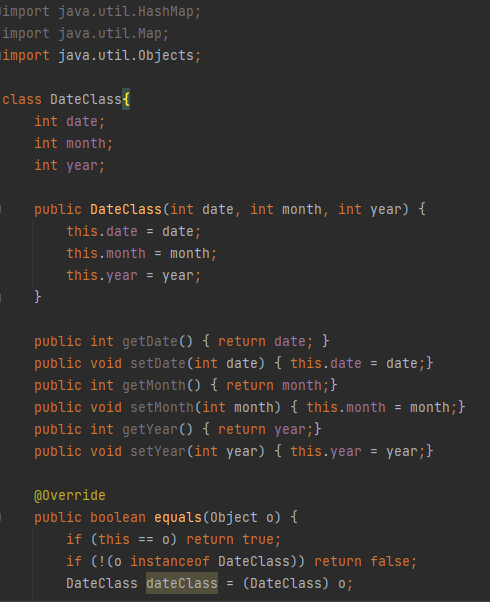 import java.util.HashMap;
import java.util.Map;
import java.util.Objects;
class DateClass{
int date;
int month;
int year;
public DateClass(int date, int month, int year) {
this.date = date;
this.month = month;
this.year = year;
}
public int getDate() { return date; }
public void setDate(int date) { this.date = date;}
public int getMonth() { return month;}
public void setMonth(int month) { this.month = month;}
public int getYear() { return year;}
public void setYear(int year) { this.year = year;}
@Override
public boolean equals(Object o) {
if (this == o) return true;
if (!(o instanceof DateClass)) return false;
DateClass dateClass = (DateClass) o;